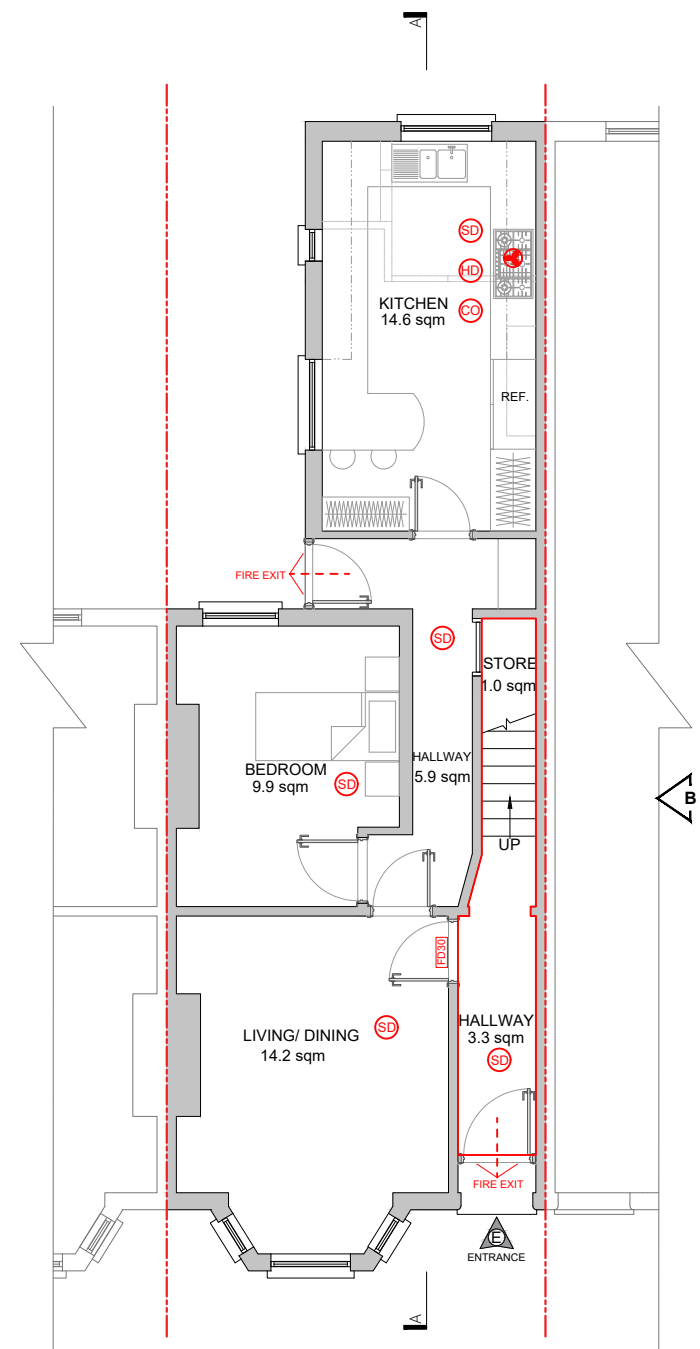 A
SD
HD
KITCHEN
14.6 sqm
CO
REF.
FIRE EXIT
SD
STORE
1.0 sqm
HALLWAY
5.9 sqm
BEDROOM
9.9 sqm
SD
B
UP
FD30
LIVING/ DINING
14.2 sqm
SD
HALLWAY
3.3 sqm
SD
FIRE EXIT
E
ENTRANCE
A